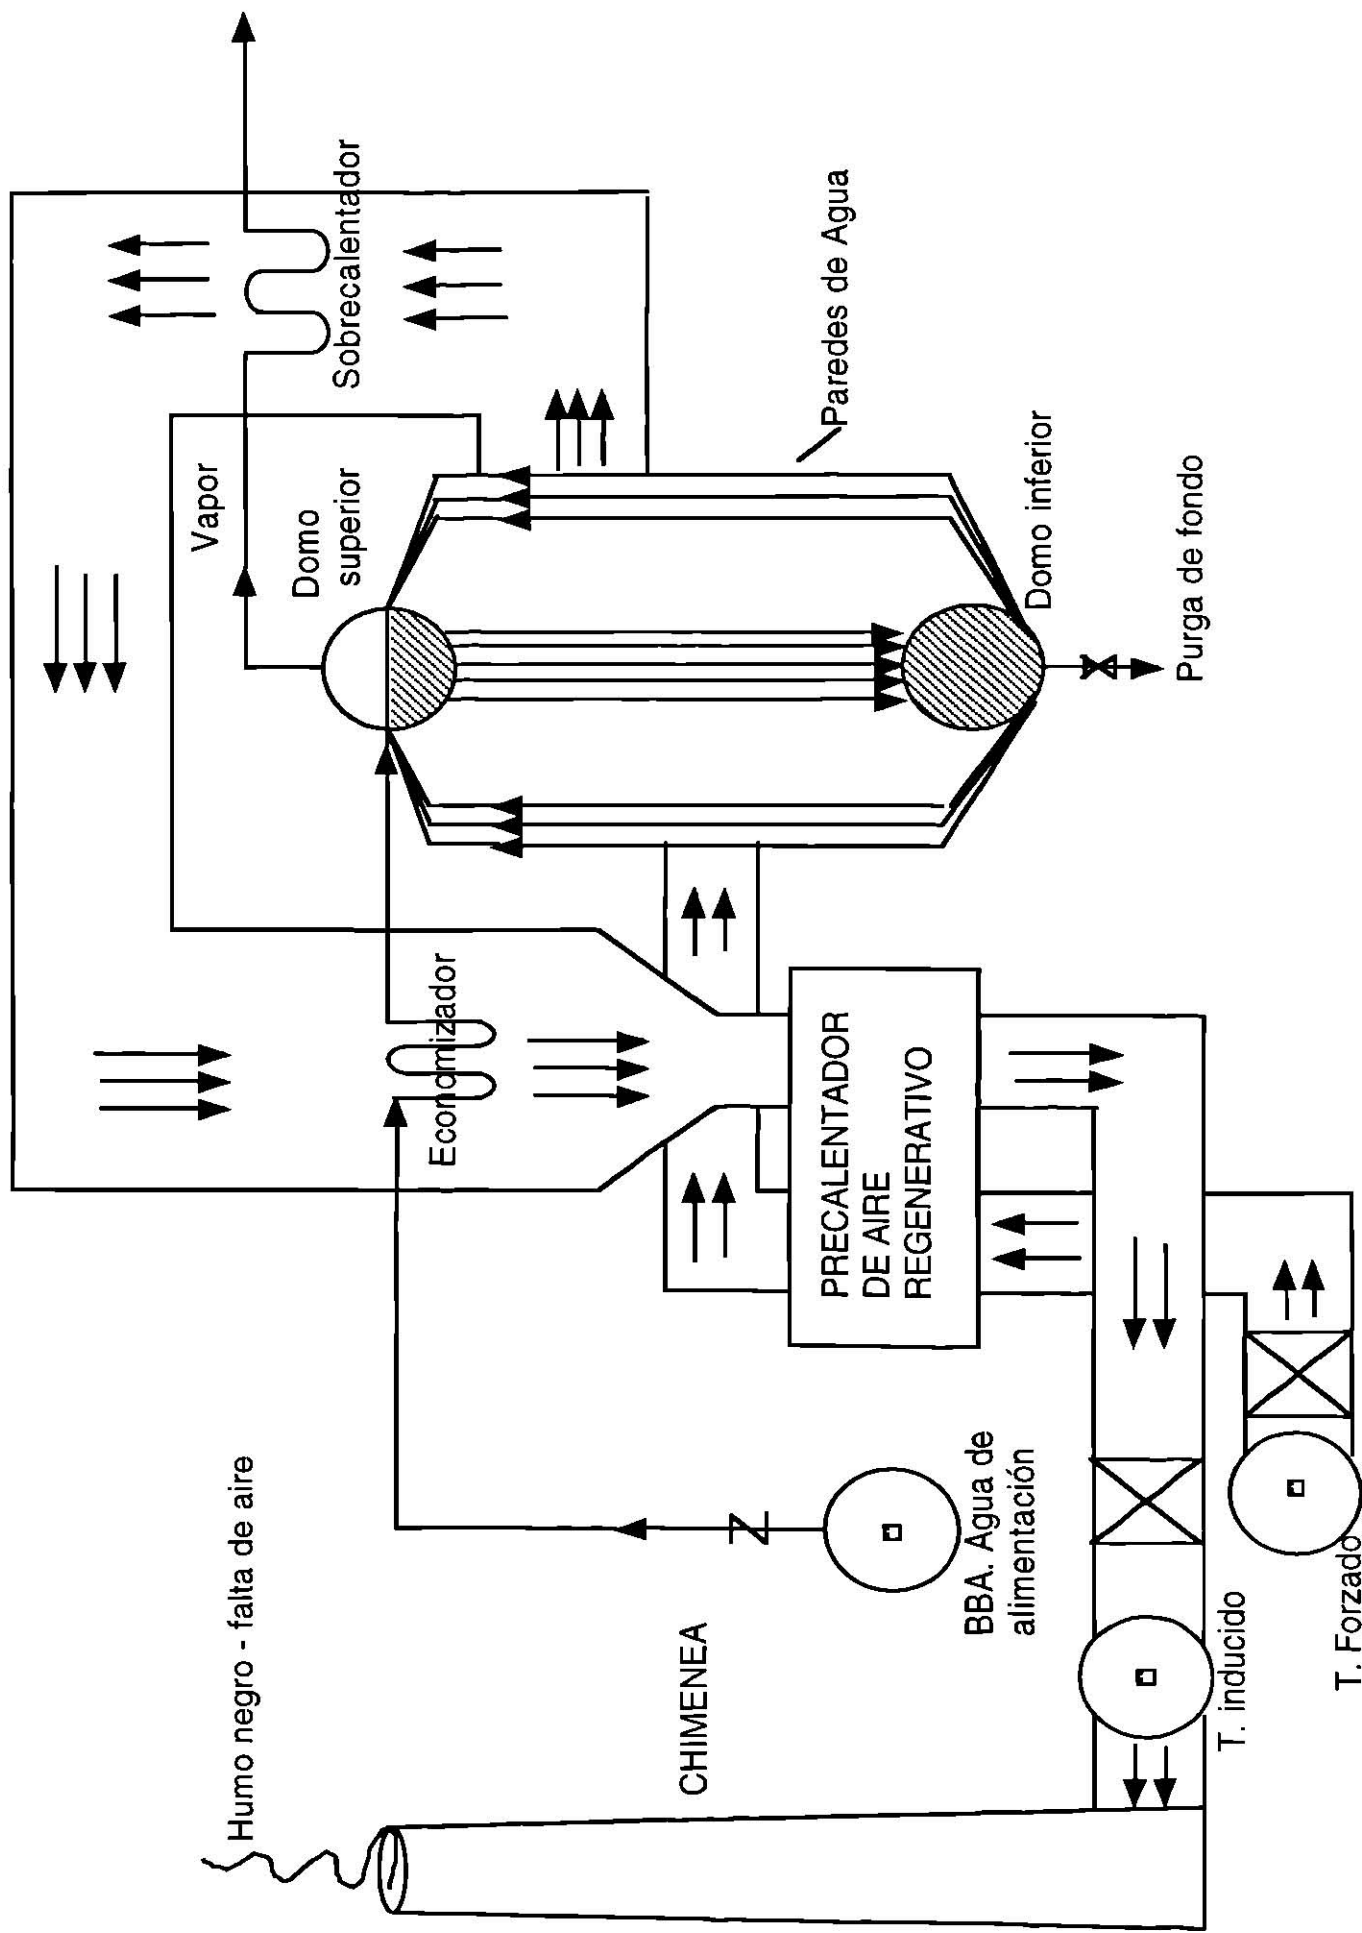 Humo negro - falta de aire
CHIMENEA
BBA. Agua de
alimentación
T. inducido
T. Forzado
Economizador
PRECALENTADOR
DE AIRE
REGENERATIVO
Vapor
Domo
superior
Sobrecalentador
Paredes de Agua
Domo inferior
Purga de fondo